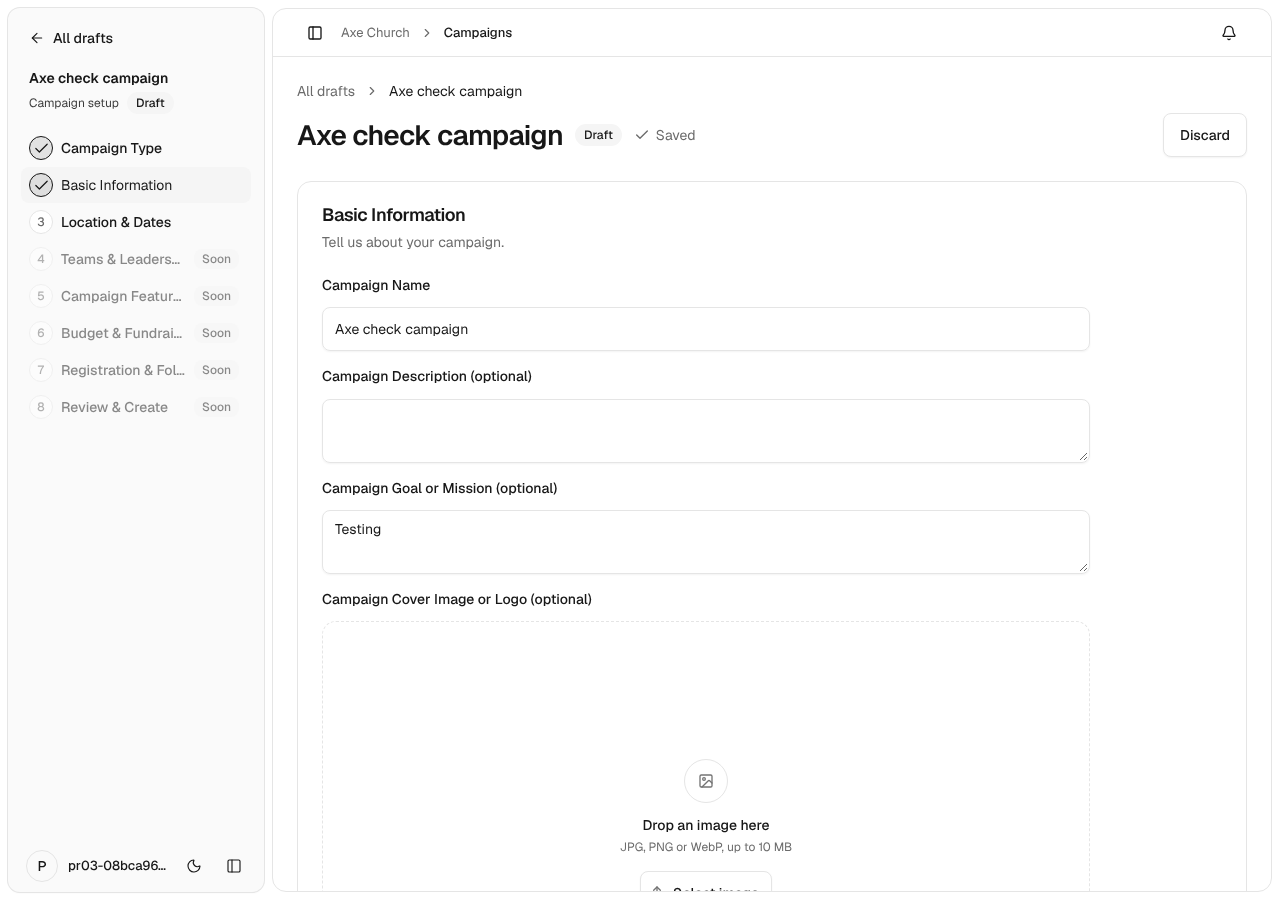 All drafts
Axe check campaign
Campaign setup Draft
Campaign Type
Basic Information
3 Location & Dates
4 Teams & Leaders... Soon
5 Campaign Featur... Soon
6 Budget & Fundrai... Soon
7 Registration & Fol... Soon
8 Review & Create Soon
P pr03-08bca96...
Axe Church > Campaigns
All drafts > Axe check campaign
Axe check campaign Draft Saved
Discard
Basic Information
Tell us about your campaign.
Campaign Name
Axe check campaign
Campaign Description (optional)
Campaign Goal or Mission (optional)
Testing
Campaign Cover Image or Logo (optional)
Drop an image here
JPG, PNG or WebP, up to 10 MB
Select image